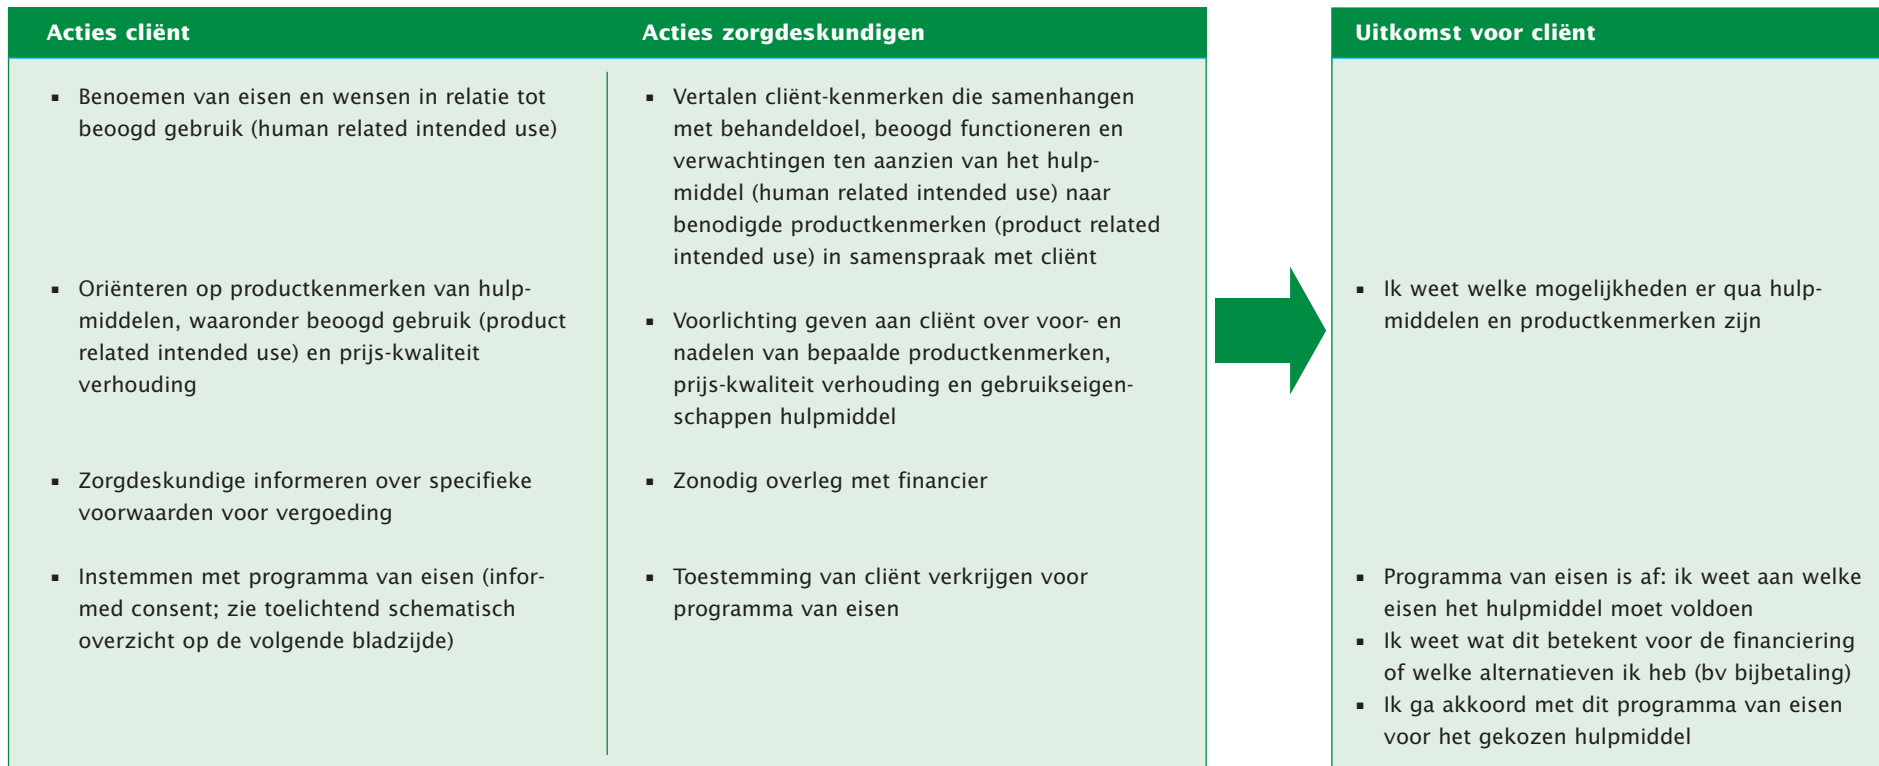 Acties cliënt
▪ Benoemen van eisen en wensen in relatie tot
beoogd gebruik (human related intended use)
▪ Oriënteren op productkenmerken van hulp-
middelen, waaronder beoogd gebruik (product
related intended use) en prijs-kwaliteit
verhouding
▪ Zorgdeskundige informeren over specifieke
voorwaarden voor vergoeding
▪ Instemmen met programma van eisen (infor-
med consent; zie toelichtend schematisch
overzicht op de volgende bladzijde)
Acties zorgdeskundigen
▪ Vertalen cliënt-kenmerken die samenhangen
met behandeldoel, beoogd functioneren en
verwachtingen ten aanzien van het hulp-
middel (human related intended use) naar
benodigde productkenmerken (product related
intended use) in samenspraak met cliënt
▪ Voorlichting geven aan cliënt over voor- en
nadelen van bepaalde productkenmerken,
prijs-kwaliteit verhouding en gebruikseigen-
schappen hulpmiddel
▪ Zonodig overleg met financier
▪ Toestemming van cliënt verkrijgen voor
programma van eisen
Uitkomst voor cliënt
▪ Ik weet welke mogelijkheden er qua hulp-
middelen en productkenmerken zijn
▪ Programma van eisen is af: ik weet aan welke
eisen het hulpmiddel moet voldoen
▪ Ik weet wat dit betekent voor de financiering
of welke alternatieven ik heb (bv bijbetaling)
▪ Ik ga akkoord met dit programma van eisen
voor het gekozen hulpmiddel